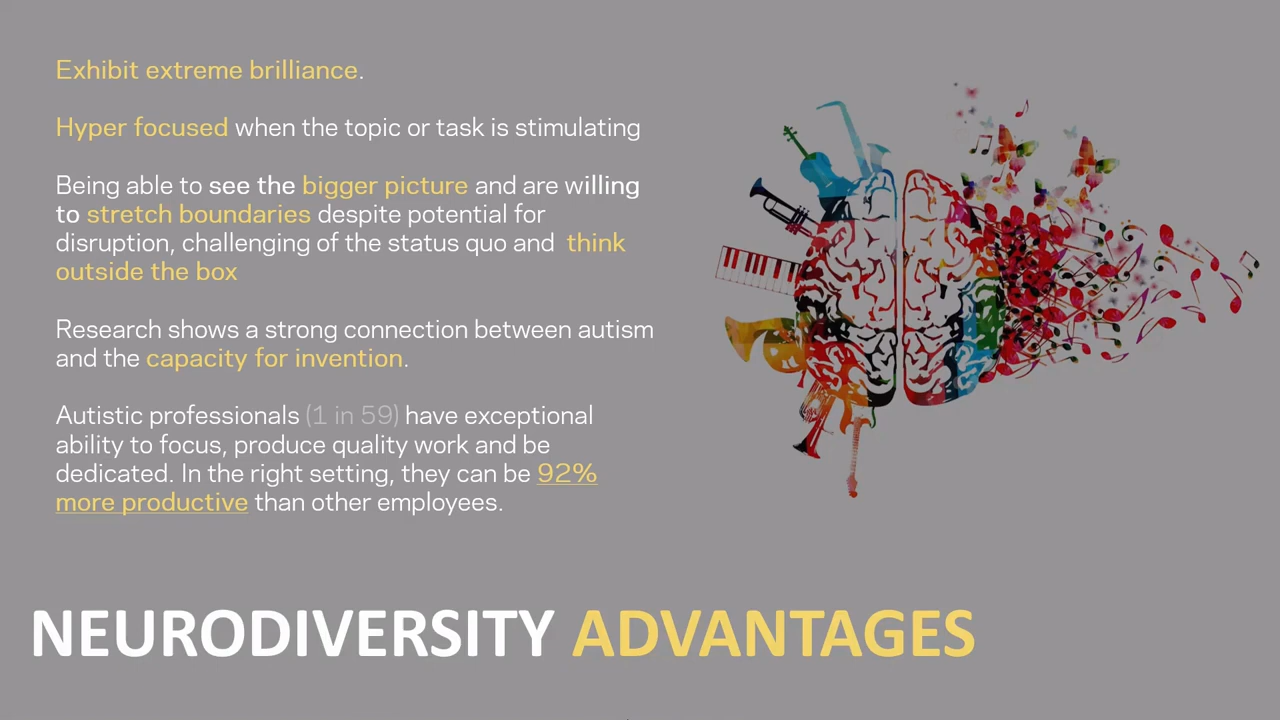 Exhibit extreme brilliance.
Hyper focused when the topic or task is stimulating
Being able to see the bigger picture and are willing
to stretch boundaries despite potential for
disruption, challenging of the status quo and  think
outside the box
Research shows a strong connection between autism
and the capacity for invention.
Autistic professionals (1 in 59) have exceptional
ability to focus, produce quality work and be
dedicated. In the right setting, they can be 92%
more productive than other employees.
NEURODIVERSITY ADVANTAGES